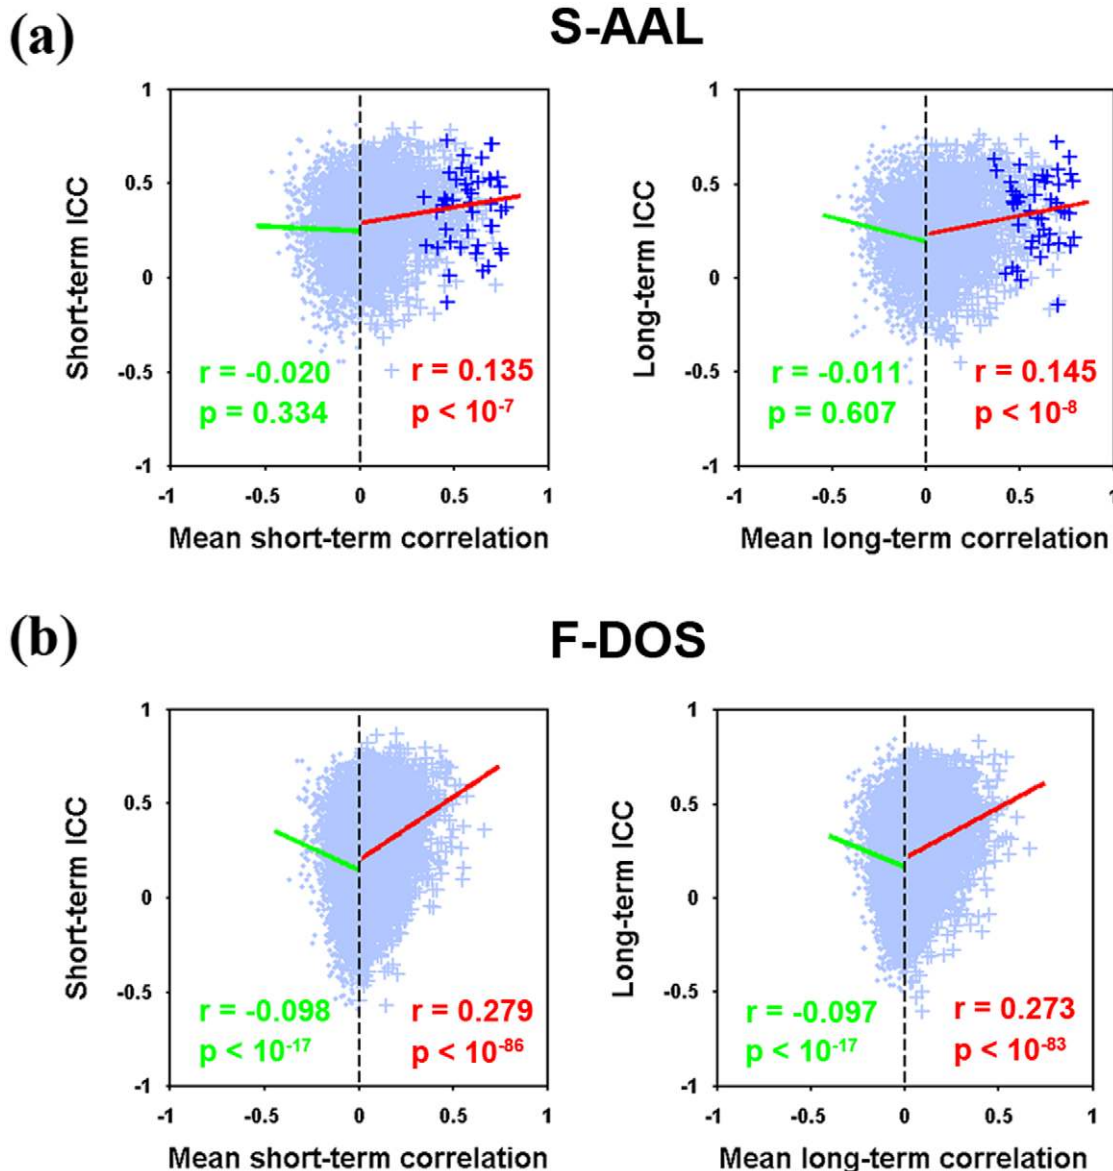 (a)
S-AAL
1
0.5
0
-0.5
-1
Short-term ICC
r = -0.020
p = 0.334
r = 0.135
p < 10-7
-1 -0.5 0 0.5 1
Mean short-term correlation
1
0.5
0
-0.5
-1
Long-term ICC
r = -0.011
p = 0.607
r = 0.145
p < 10-8
-1 -0.5 0 0.5 1
Mean long-term correlation
(b)
F-DOS
1
0.5
0
-0.5
-1
Short-term ICC
r = -0.098
p < 10-17
r = 0.279
p < 10-86
-1 -0.5 0 0.5 1
Mean short-term correlation
1
0.5
0
-0.5
-1
Long-term ICC
r = -0.097
p < 10-17
r = 0.273
p < 10-83
-1 -0.5 0 0.5 1
Mean long-term correlation